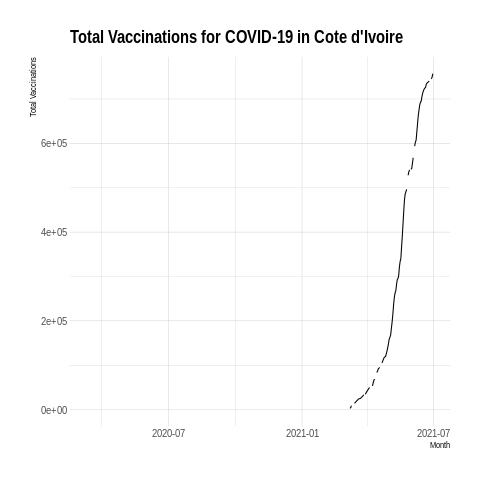 Total Vaccinations for COVID-19 in Cote d'Ivoire
Total Vaccinations
6e+05
4e+05
2e+05
0e+00
2020-07
2021-01
2021-07
Month